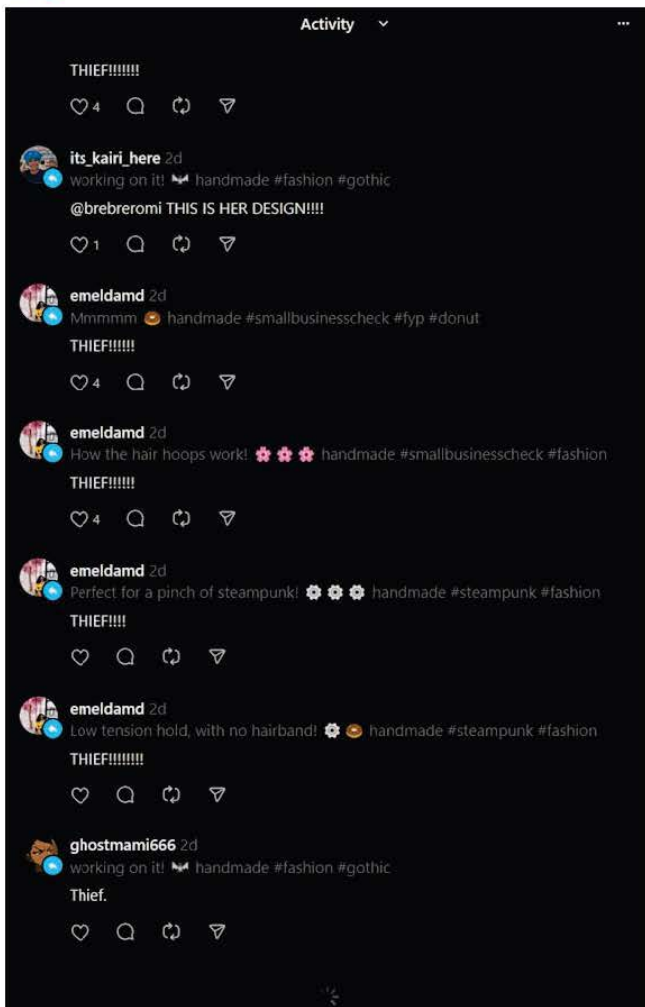 Activity
THIEF!!!!!!!
4
its_kairi_here 2d
working on it! 🦇 handmade #fashion #gothic
@brebreromi THIS IS HER DESIGN!!!!
1
emeldamd 2d
Mmmmm 🍩 handmade #smallbusinesscheck #fyp #donut
THIEF!!!!!!
4
emeldamd 2d
How the hair hoops work! 🌸 🌸 🌸 handmade #smallbusinesscheck #fashion
THIEF!!!!!!
4
emeldamd 2d
Perfect for a pinch of steampunk! ⚙️ ⚙️ ⚙️ handmade #steampunk #fashion
THIEF!!!!
emeldamd 2d
Low tension hold, with no hairband! ⚙️ 🍩 handmade #steampunk #fashion
THIEF!!!!!!!!
ghostmami666 2d
working on it! 🦇 handmade #fashion #gothic
Thief.